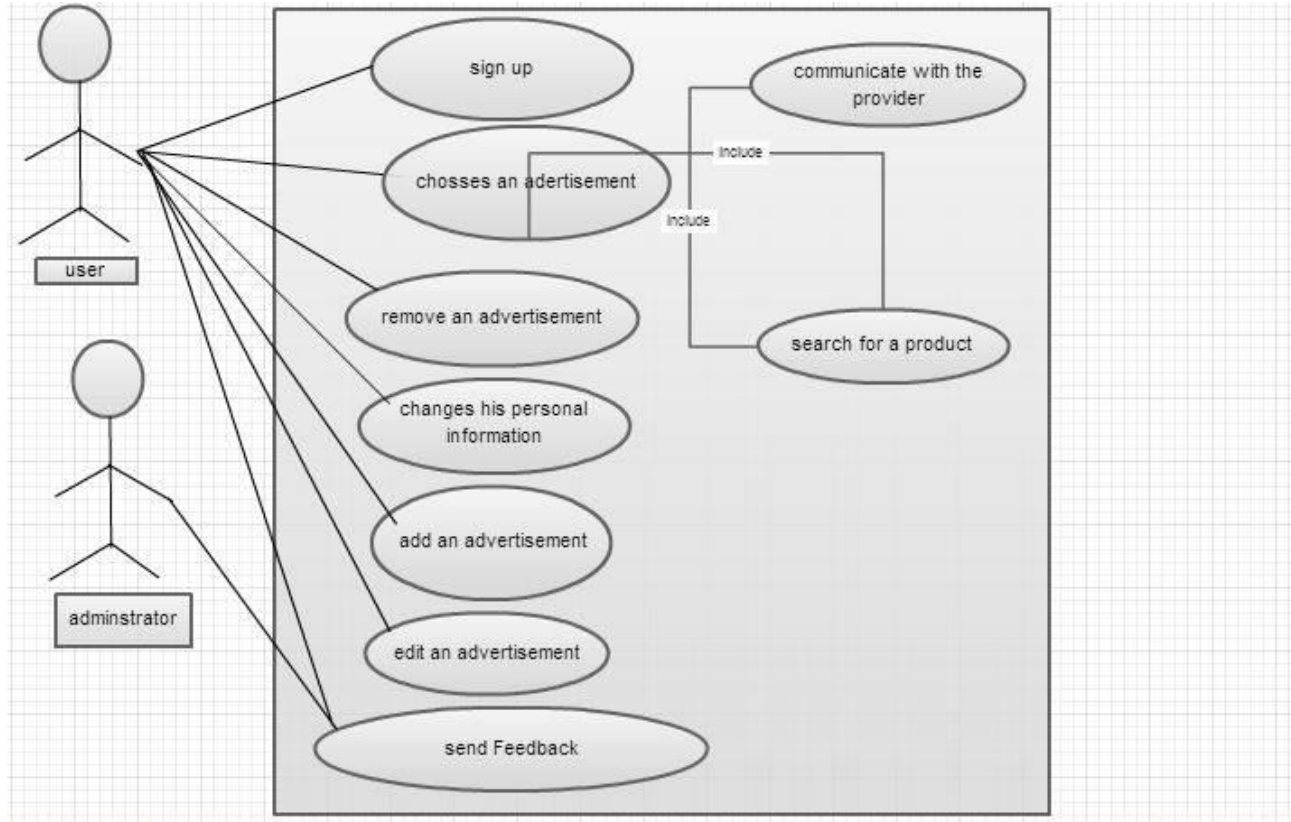 sign up
communicate with the
provider
Include
chosses an adertisement
Include
user
remove an advertisement
search for a product
changes his personal
information
add an advertisement
adminstrator
edit an advertisement
send Feedback